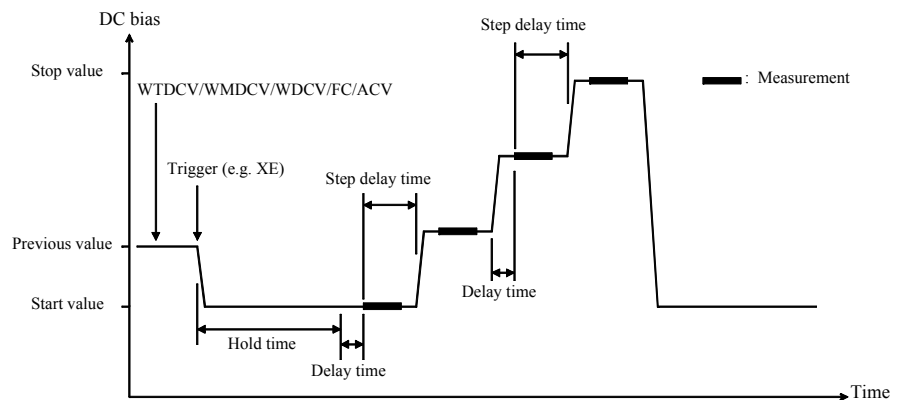 DC bias
Step delay time
Stop value
WTDCV/WMDCV/WDCV/FC/ACV
: Measurement
Trigger (e.g. XE)
Step delay time
Previous value
Delay time
Start value
Hold time
Delay time
Time